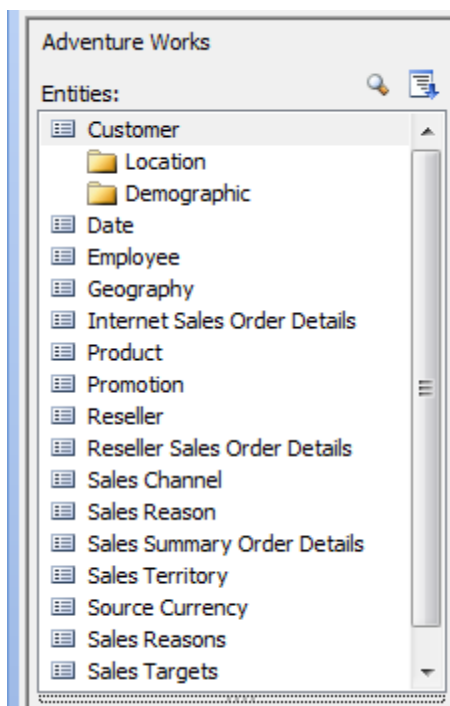 Adventure Works
Entities:
Customer
Location
Demographic
Date
Employee
Geography
Internet Sales Order Details
Product
Promotion
Reseller
Reseller Sales Order Details
Sales Channel
Sales Reason
Sales Summary Order Details
Sales Territory
Source Currency
Sales Reasons
Sales Targets